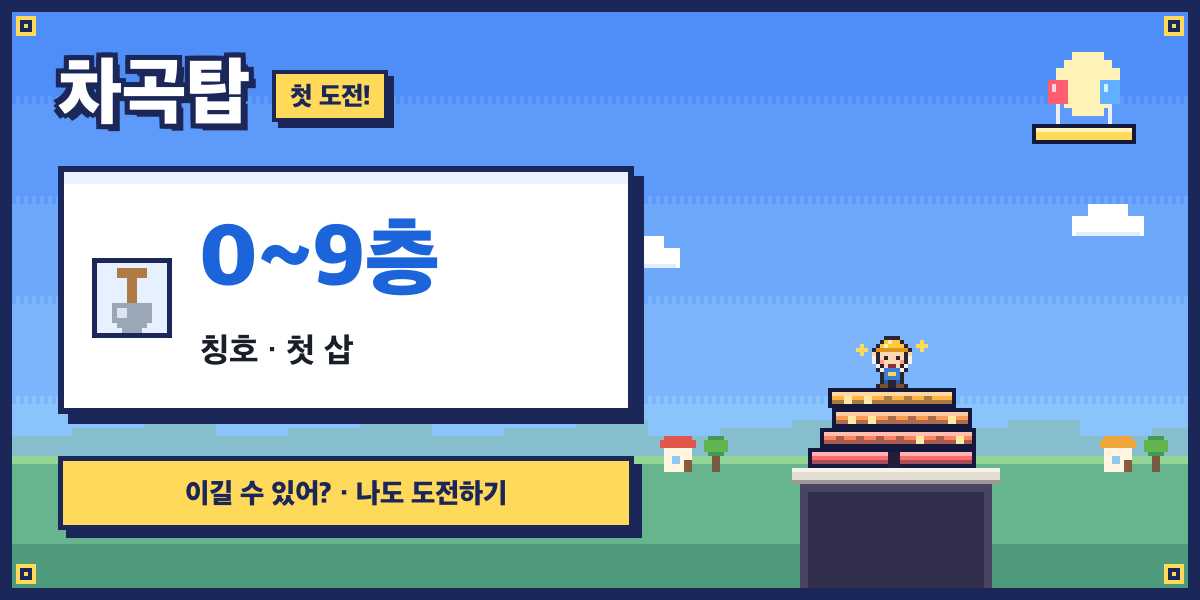 차곡탑
첫 도전!
0~9층
칭호 · 첫 삽
이길 수 있어? · 나도 도전하기